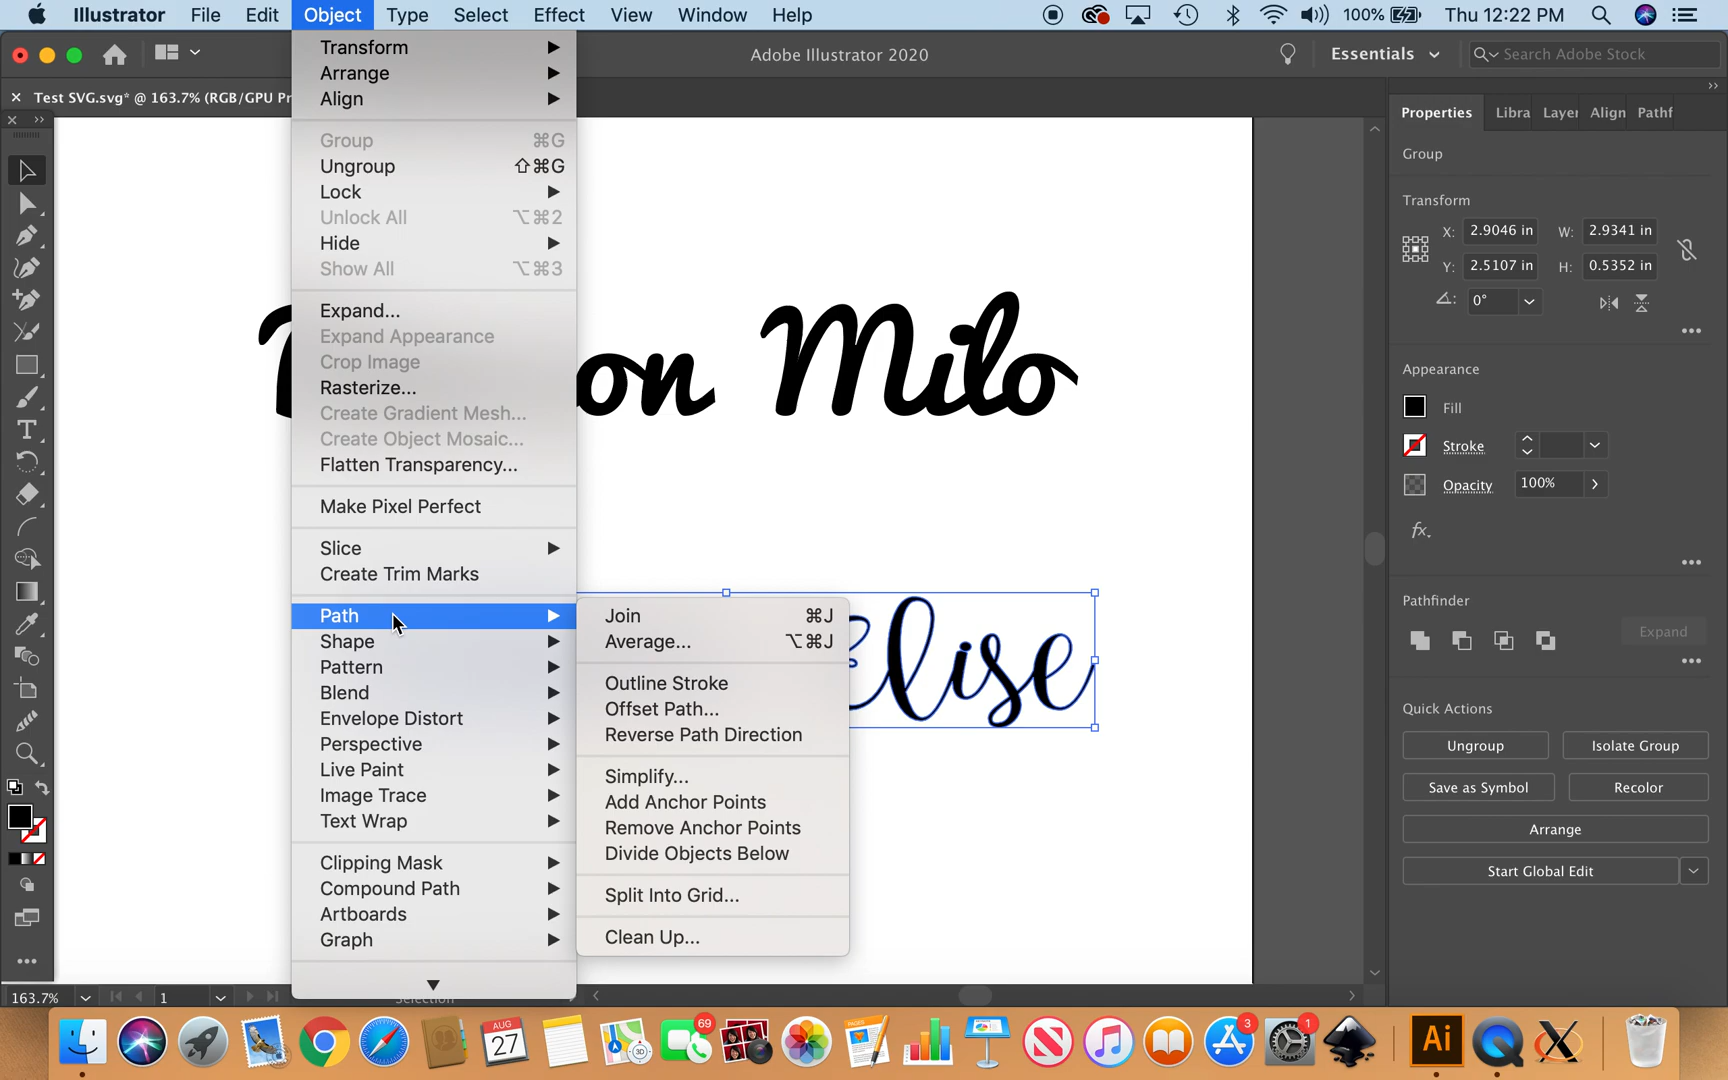 Illustrator File Edit Object Type Select Effect View Window Help 100% Thu 12:22 PM
Adobe Illustrator 2020
Essentials
Search Adobe Stock
× Test SVG.svg* @ 163.7% (RGB/GPU Pr
Transform
Arrange
Align
Group ⌘G
Ungroup ⇧⌘G
Lock
Unlock All ⌥⌘2
Hide
Show All ⌥⌘3
Expand...
Expand Appearance
Crop Image
Rasterize...
Create Gradient Mesh...
Create Object Mosaic...
Flatten Transparency...
Make Pixel Perfect
Slice
Create Trim Marks
Path
Shape
Pattern
Blend
Envelope Distort
Perspective
Live Paint
Image Trace
Text Wrap
Clipping Mask
Compound Path
Artboards
Graph
Join ⌘J
Average... ⌥⌘J
Outline Stroke
Offset Path...
Reverse Path Direction
Simplify...
Add Anchor Points
Remove Anchor Points
Divide Objects Below
Split Into Grid...
Clean Up...
on Milo
Elise
Properties Libra Layer Align Pathf
Group
Transform
X: 2.9046 in W: 2.9341 in
Y: 2.5107 in H: 0.5352 in
0°
Appearance
Fill
Stroke
Opacity 100%
fx.
Pathfinder
Expand
Quick Actions
Ungroup Isolate Group
Save as Symbol Recolor
Arrange
Start Global Edit
163.7% 1 Selection
AUG
27
69
3D
PAGES
3
1
Ai